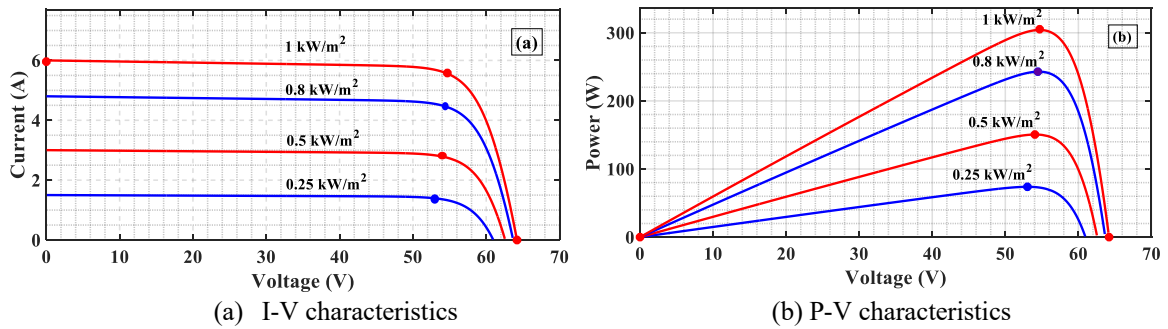 (a)
1 kW/m²
0.8 kW/m²
0.5 kW/m²
0.25 kW/m²
Current (A)
6
4
2
0
0 10 20 30 40 50 60 70
Voltage (V)
(a) I-V characteristics
(b)
1 kW/m²
0.8 kW/m²
0.5 kW/m²
0.25 kW/m²
Power (W)
300
200
100
0
0 10 20 30 40 50 60 70
Voltage (V)
(b) P-V characteristics